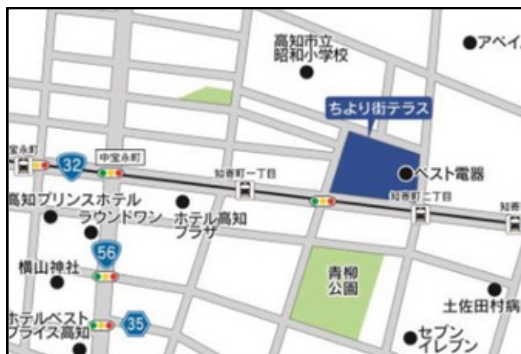 高知市立
昭和小学校
アベイル
ちより街テラス
宝永町
32
中宝永町
知寄町一丁目
ベスト電器
知寄町二丁目
知寄
高知プリンスホテル
ラウンドワン
ホテル高知
プラザ
56
横山神社
青柳
公園
土佐田村病
ホテルベスト
プライス高知
35
セブン
イレブン